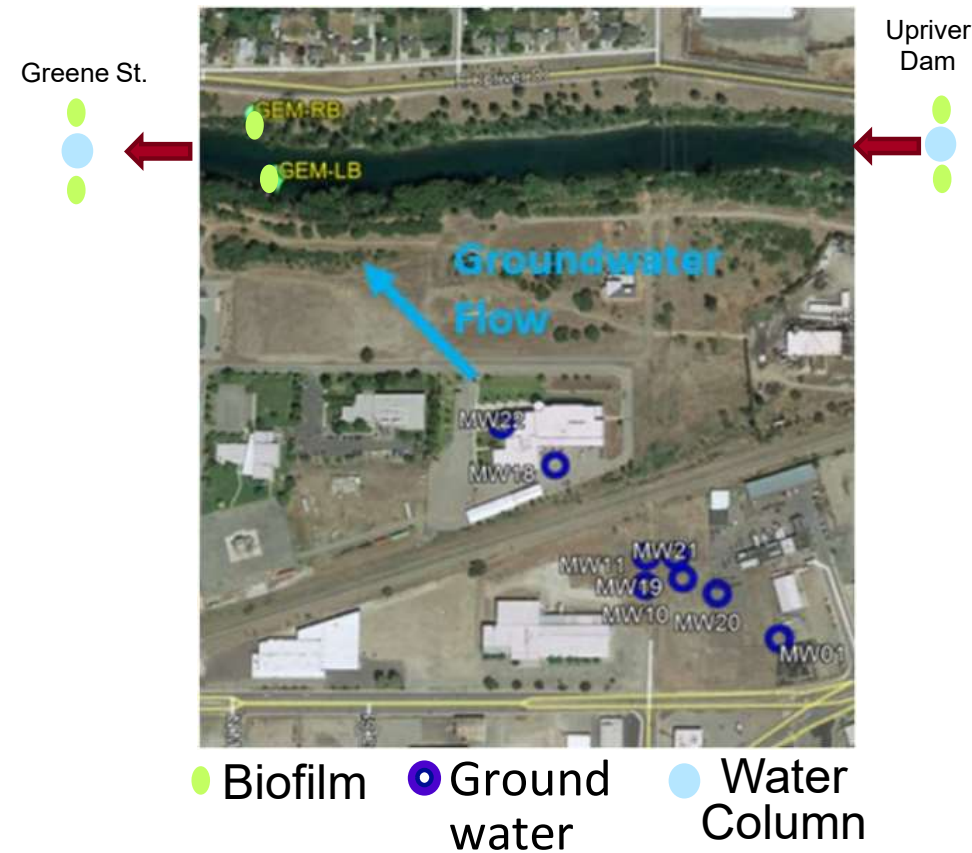 Upriver
Dam
Greene St.
GEM-RB
GEM-LB
Groundwater
Flow
MW22
MW18
MW21
MW11
MW19
MW10
MW20
MW01
Biofilm
Ground
water
Water
Column